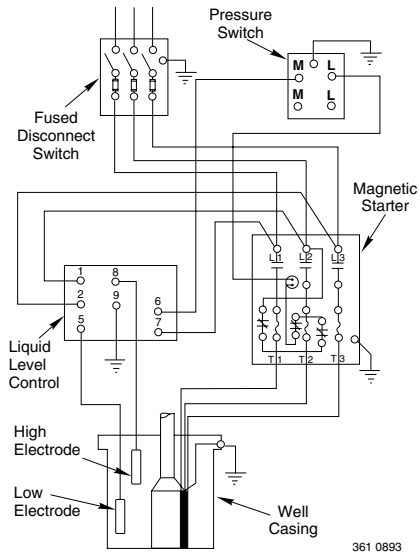 Pressure
Switch
M L
M L
Fused
Disconnect
Switch
Magnetic
Starter
L1 L2 L3
1 8
2 9
6
5 7
Liquid
Level
Control
T1 T2 T3
High
Electrode
Low
Electrode
Well
Casing
361 0893